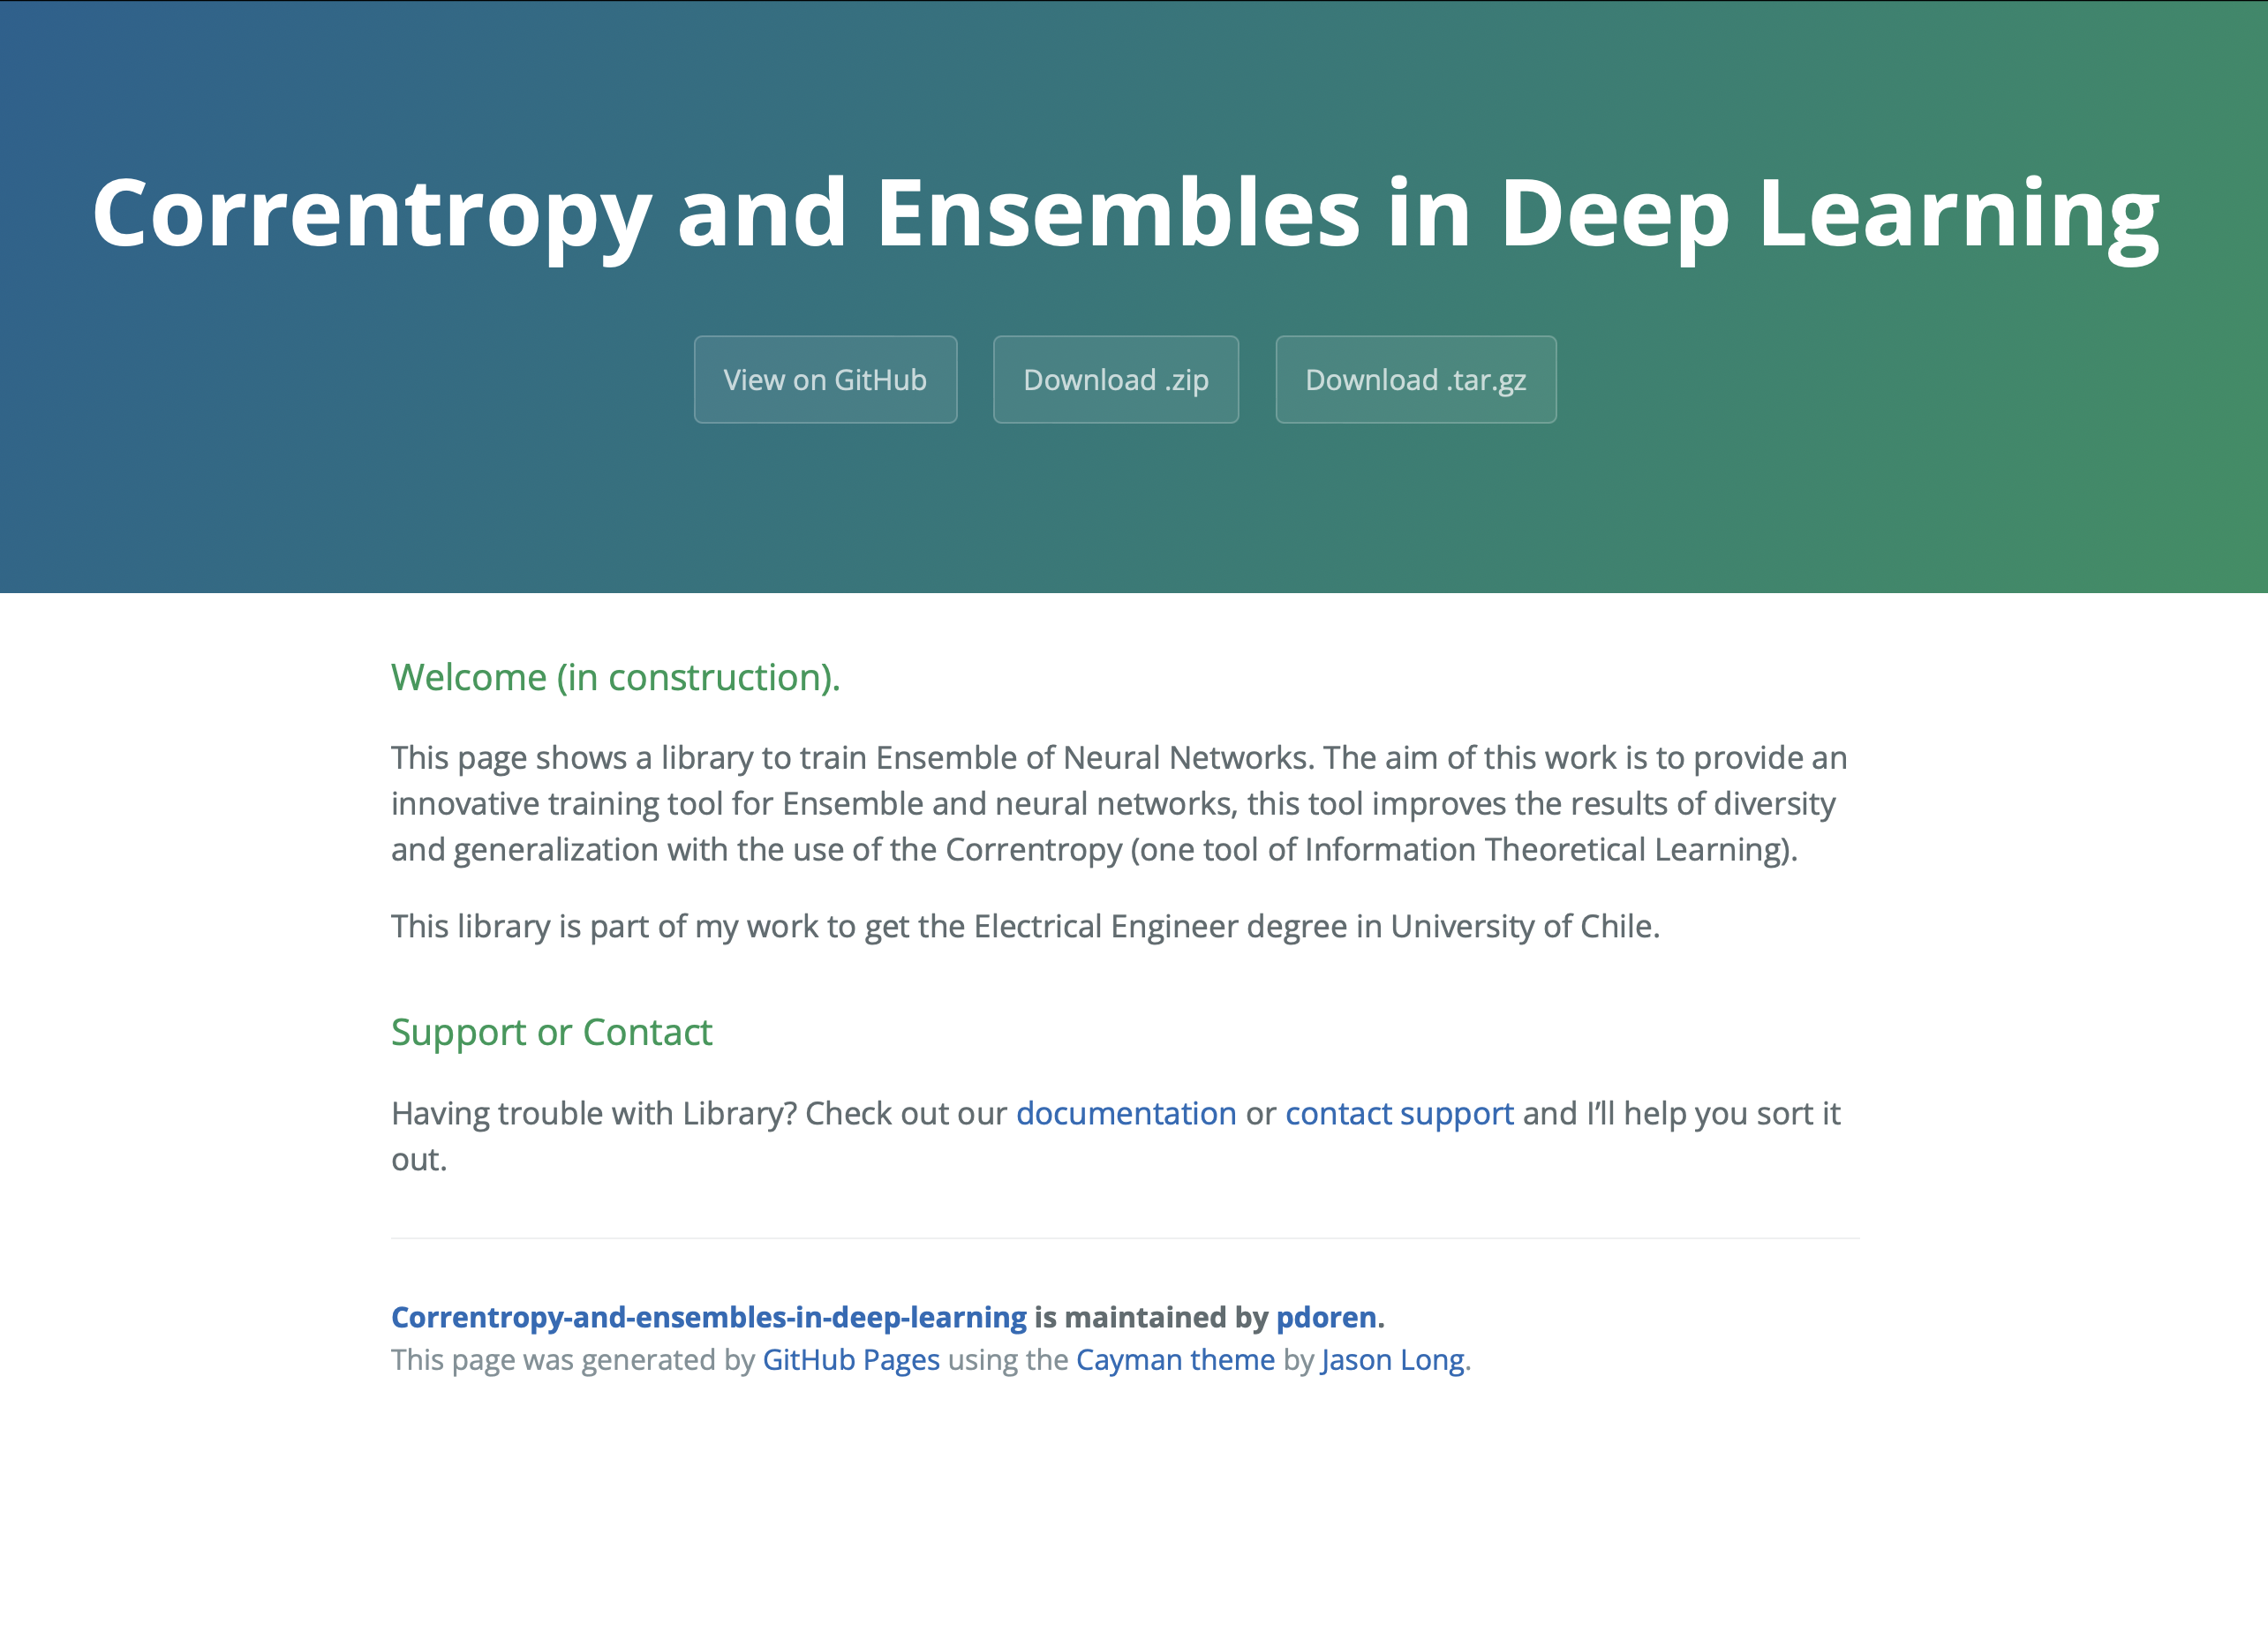 Correntropy and Ensembles in Deep Learning
View on GitHub
Download .zip
Download .tar.gz
Welcome (in construction).
This page shows a library to train Ensemble of Neural Networks. The aim of this work is to provide an
innovative training tool for Ensemble and neural networks, this tool improves the results of diversity
and generalization with the use of the Correntropy (one tool of Information Theoretical Learning).
This library is part of my work to get the Electrical Engineer degree in University of Chile.
Support or Contact
Having trouble with Library? Check out our documentation or contact support and I’ll help you sort it
out.
Correntropy-and-ensembles-in-deep-learning is maintained by pdoren.
This page was generated by GitHub Pages using the Cayman theme by Jason Long.